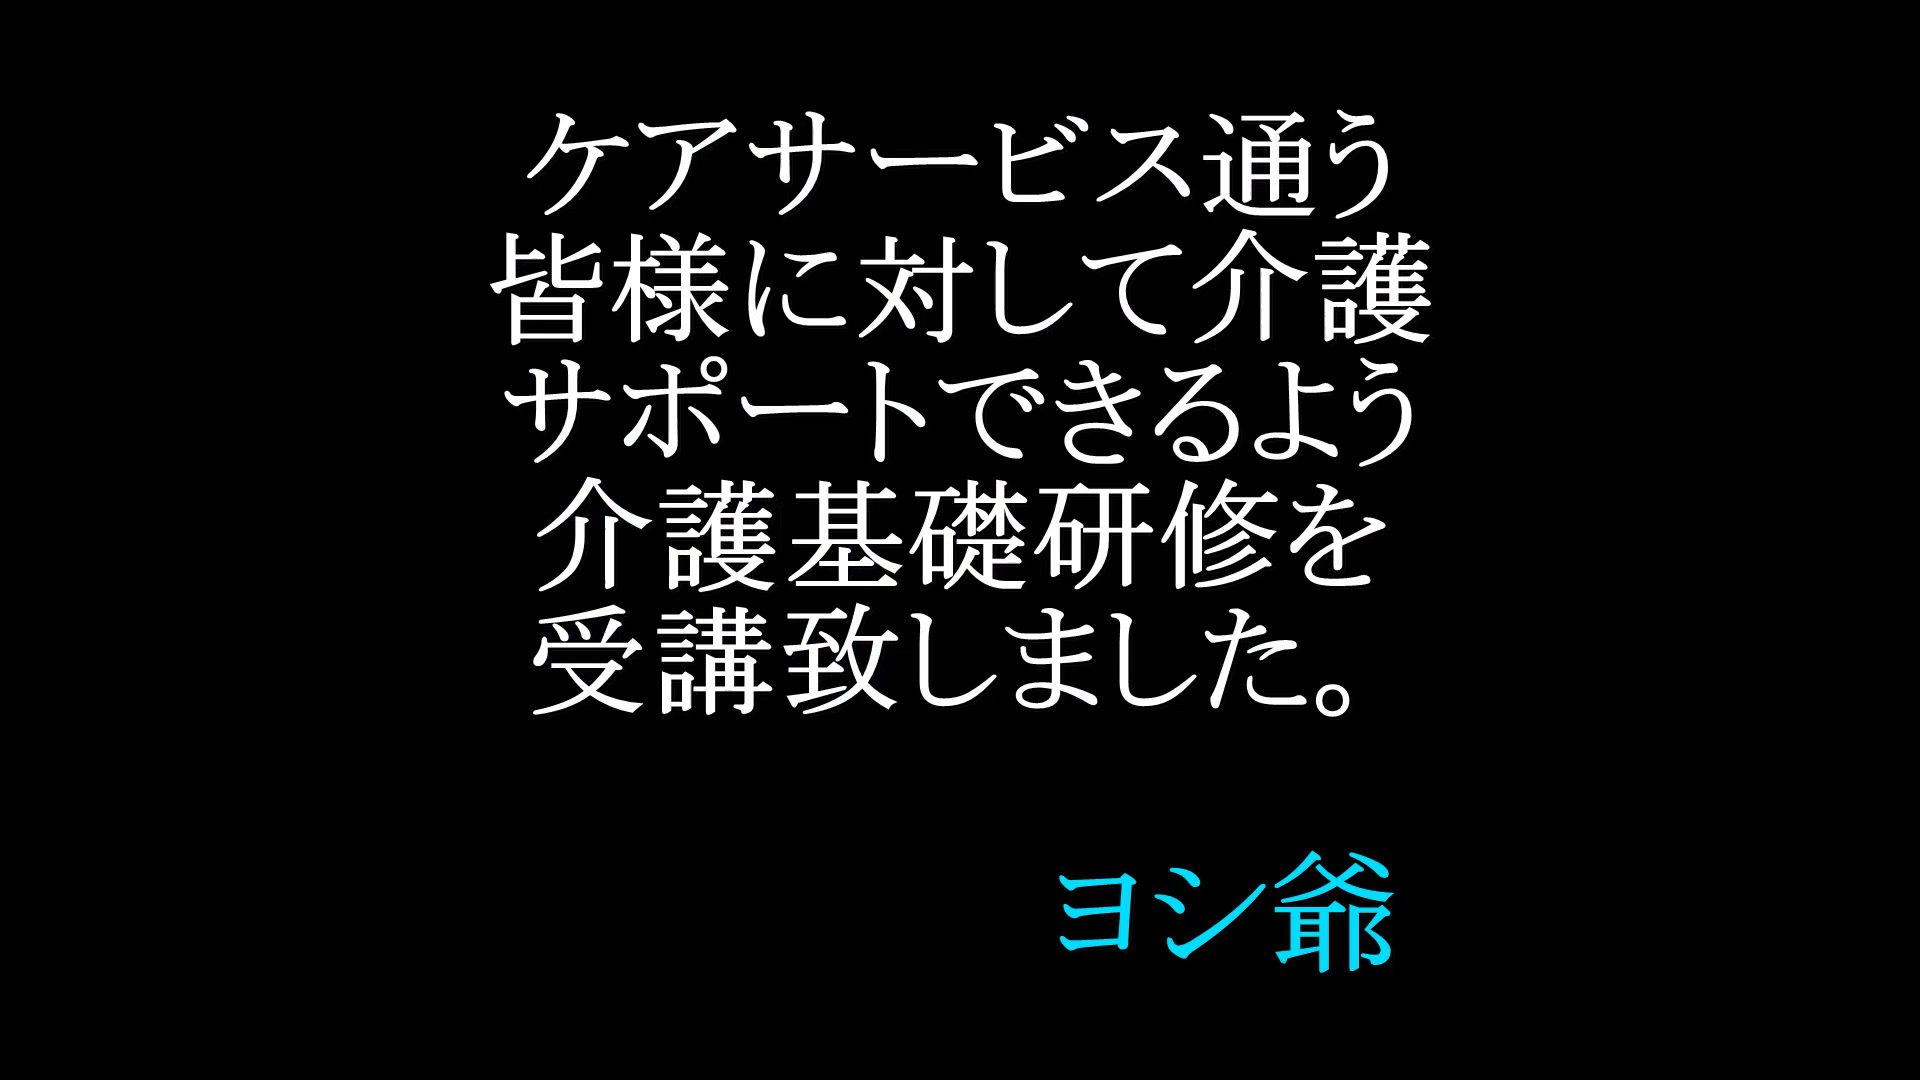 ケアサービス通う
皆様に対して介護
サポートできるよう
介護基礎研修を
受講致しました。
ヨシ爺